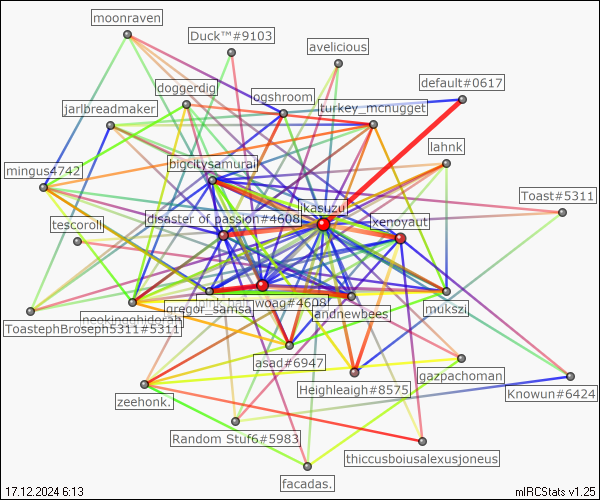 moonraven
Duck™#9103
avelicious
default#0617
doggerdig
ogshroom
turkey_mcnugget
jarlbreadmaker
lahnk
bigcitysamurai
mingus4742
Toast#5311
ikasuzu
disaster of passion#4608
xenoyaut
tescoroll
woag#4608
gregor_samsa
andnewbees
mukszi
neokingghidorah
ToastephBroseph5311#5311
asad#6947
gazpachoman
Heighleaigh#8575
Knowun#6424
zeehonk.
Random Stuf6#5983
thiccusboiusalexusjoneus
facadas.
17.12.2024 6:13
mIRCStats v1.25